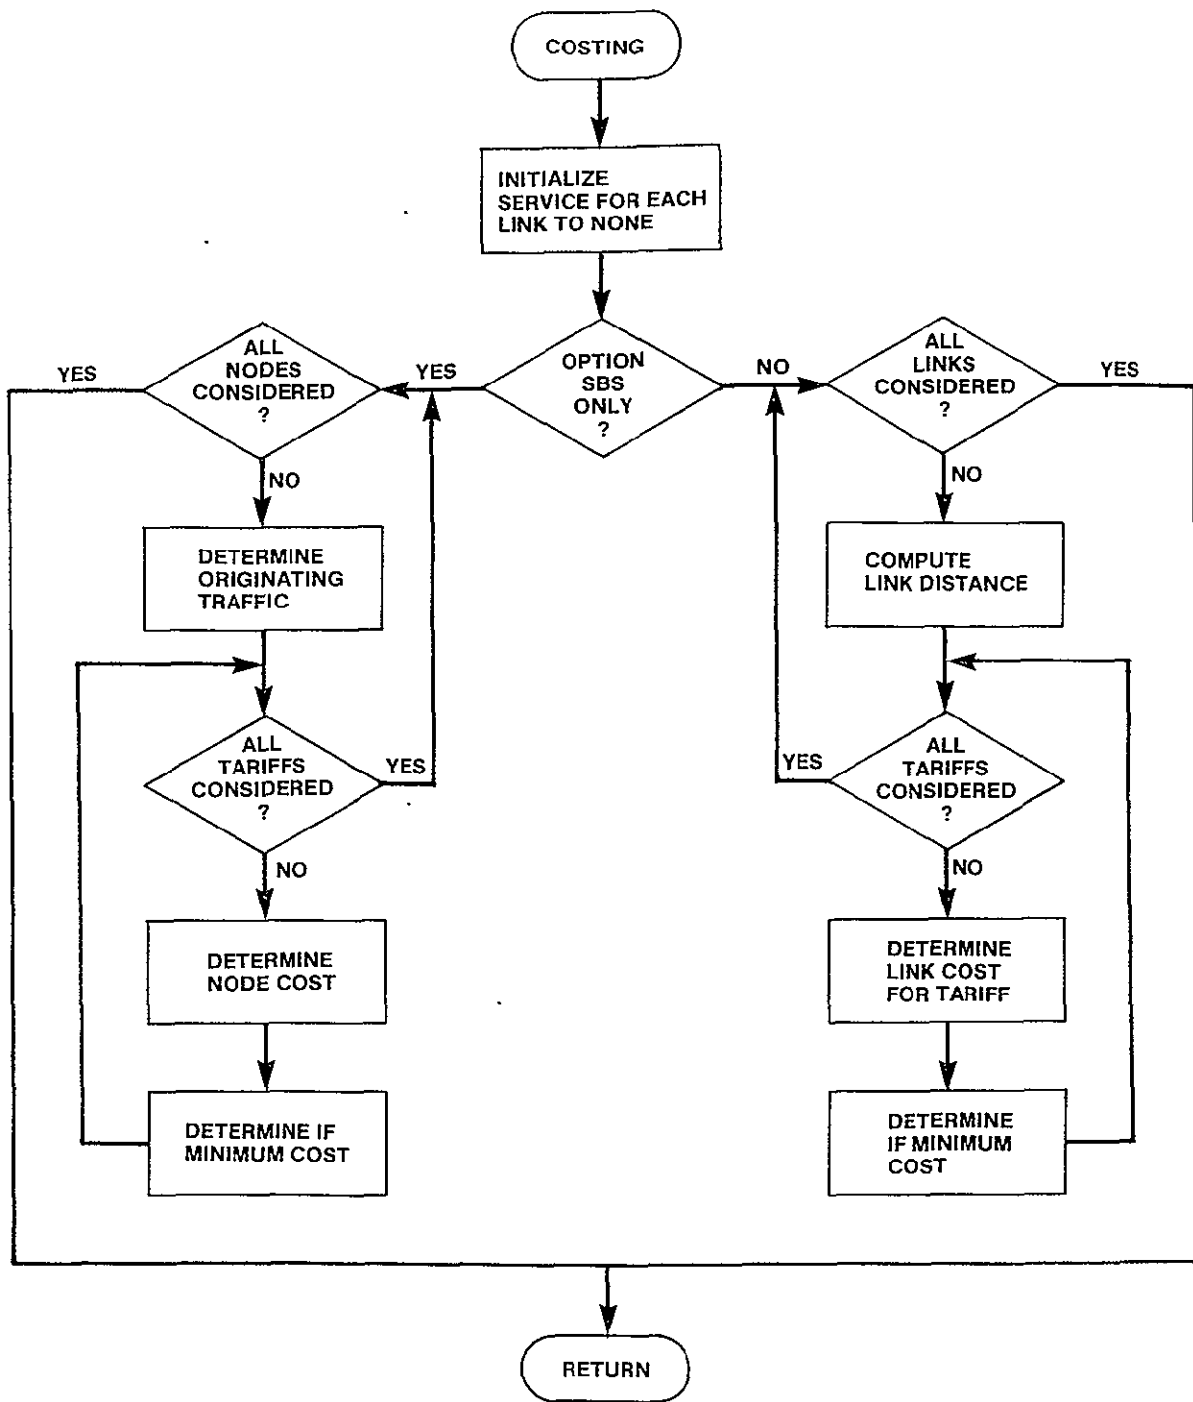 COSTING
INITIALIZE
SERVICE FOR EACH
LINK TO NONE
OPTION
SBS
ONLY
?
YES
NO
ALL
NODES
CONSIDERED
?
YES
NO
DETERMINE
ORIGINATING
TRAFFIC
ALL
TARIFFS
CONSIDERED
?
YES
NO
DETERMINE
NODE COST
DETERMINE IF
MINIMUM COST
ALL
LINKS
CONSIDERED
?
YES
NO
COMPUTE
LINK DISTANCE
ALL
TARIFFS
CONSIDERED
?
YES
NO
DETERMINE
LINK COST
FOR TARIFF
DETERMINE
IF MINIMUM
COST
RETURN